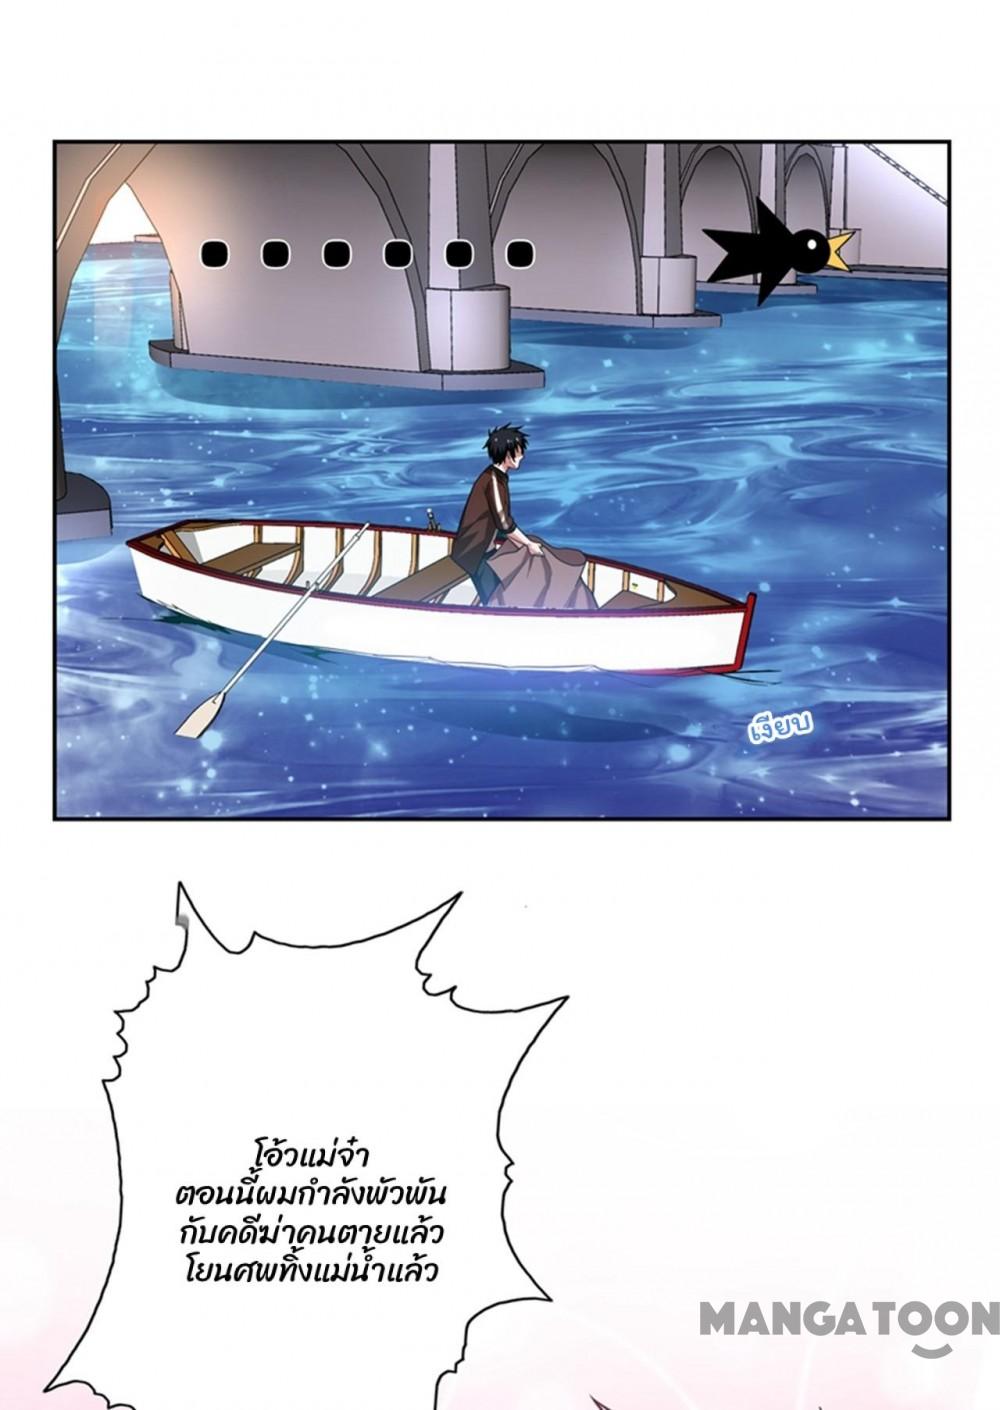 เงียบ
โอ้วแม่จ๋า
ตอนนี้ผมกำลังพัวพัน
กับคดีฆ่าคนตายแล้ว
โยนศพทิ้งแม่น้ำแล้ว
MANGATOON